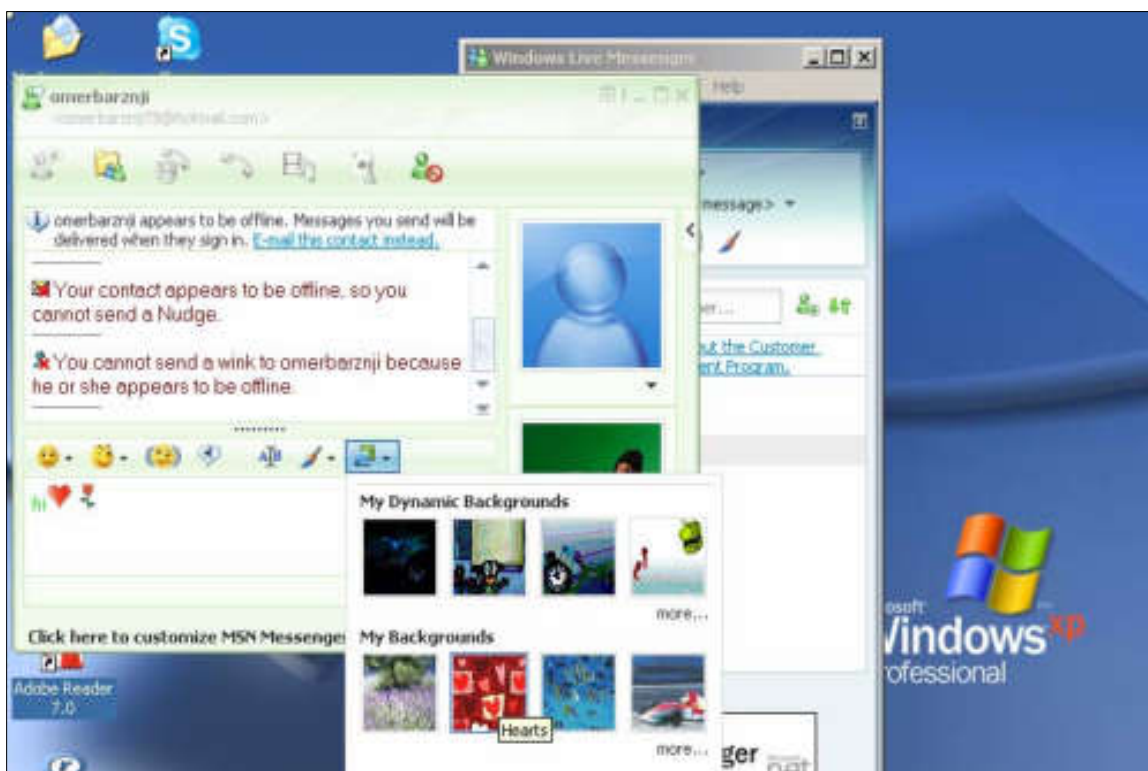 Windows Live Messenger
Help
omerbarznji
omerbarznji appears to be offline. Messages you send will be
delivered when they sign in. E-mail this contact instead.
message>
Your contact appears to be offline, so you
cannot send a Nudge.
You cannot send a wink to omerbarznji because
he or she appears to be offline.
ut the Customer
ent Program.
hi
My Dynamic Backgrounds
more...
Click here to customize MSN Messenge
My Backgrounds
Hearts
more...
Adobe Reader
7.0
osoft
Windows xp
ofessional
ger
net